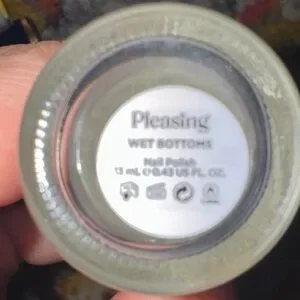 Pleasing
WET BOTTOMS
Nail Polish
13 mL ℮ 0.43 US FL. OZ.